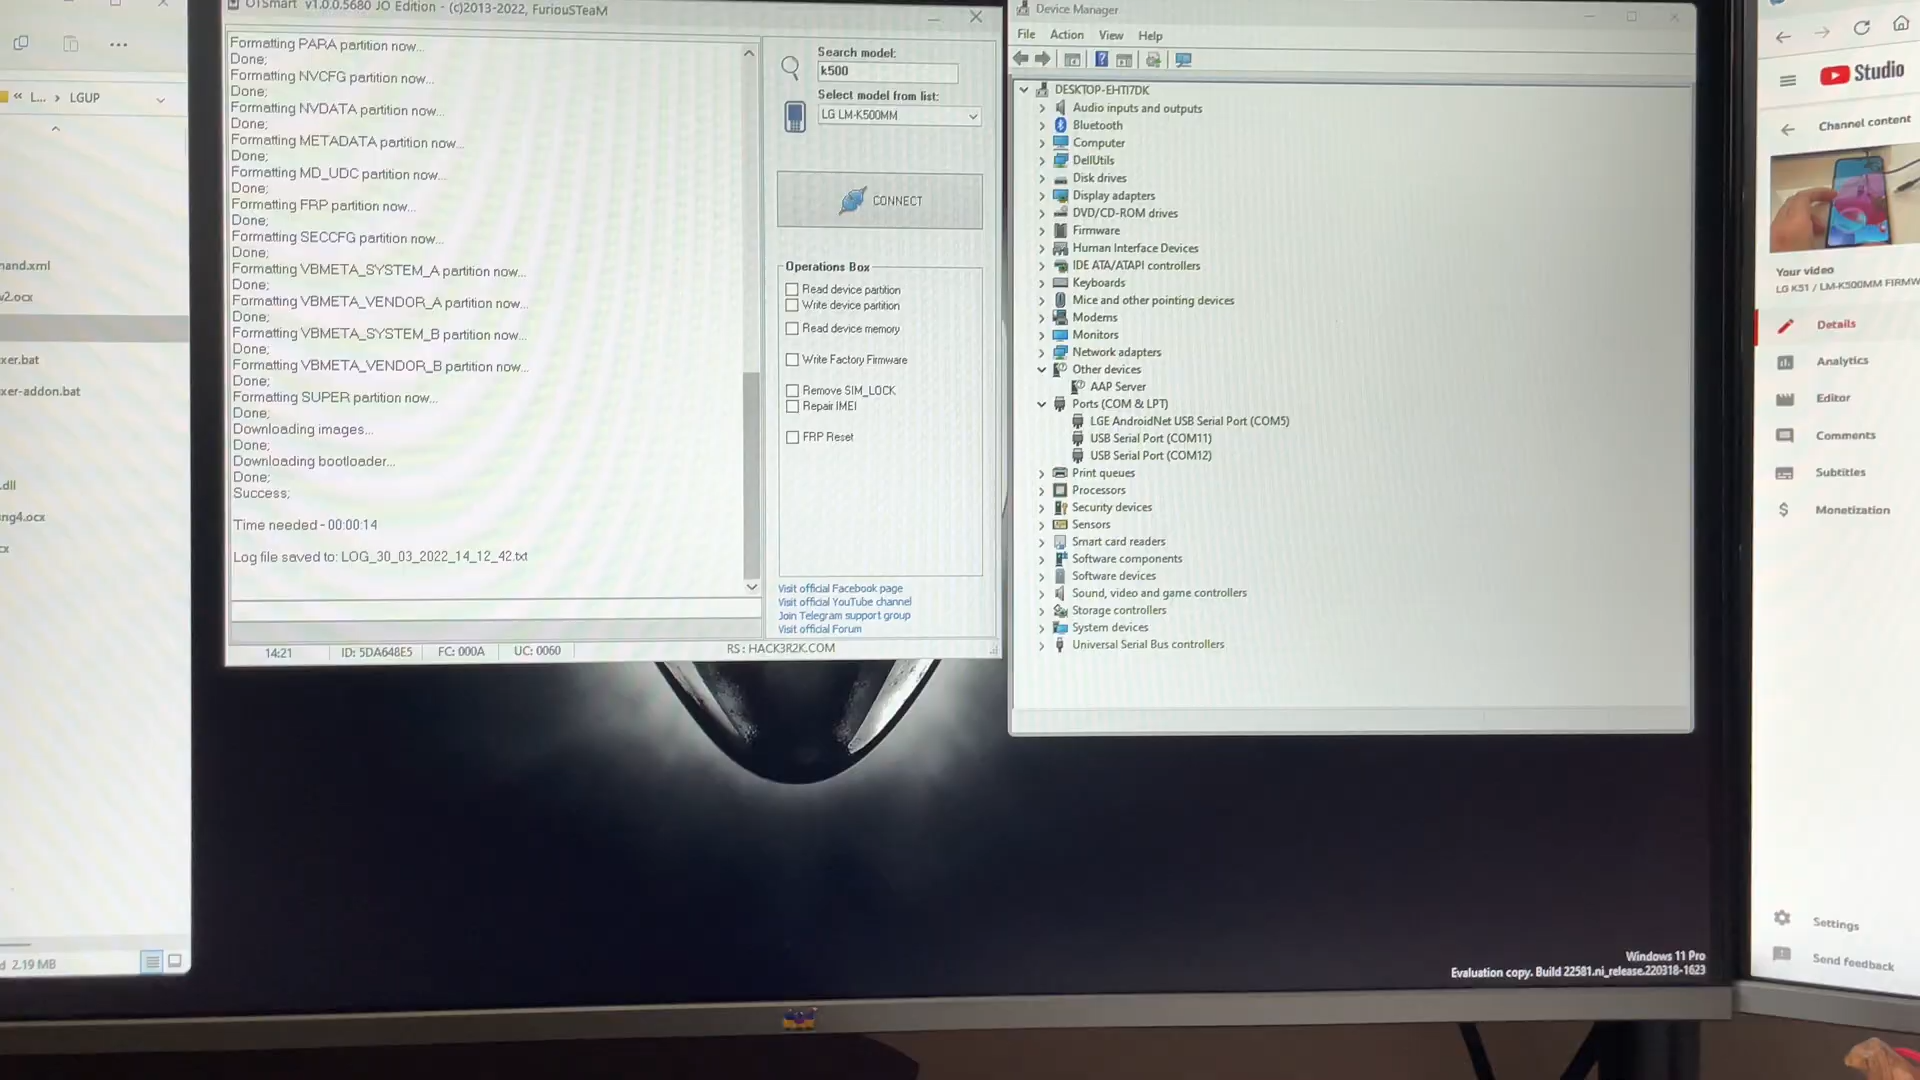 L... > LGUP
hand.xml
v2.ocx
xer.bat
xer-addon.bat
.dll
ng4.ocx
cx
d 2.19 MB
OTSmart v1.0.0.5680 JO Edition - (c)2013-2022, FuriouSTeaM
Formatting PARA partition now...
Done;
Formatting NVCFG partition now...
Done;
Formatting NVDATA partition now...
Done;
Formatting METADATA partition now...
Done;
Formatting MD_UDC partition now...
Done;
Formatting FRP partition now...
Done;
Formatting SECCFG partition now...
Done;
Formatting VBMETA_SYSTEM_A partition now...
Done;
Formatting VBMETA_VENDOR_A partition now...
Done;
Formatting VBMETA_SYSTEM_B partition now...
Done;
Formatting VBMETA_VENDOR_B partition now...
Done;
Formatting SUPER partition now...
Done;
Downloading images...
Done;
Downloading bootloader...
Done;
Success;
Time needed - 00:00:14
Log file saved to: LOG_30_03_2022_14_12_42.txt
14:21
ID: 5DA648E5
FC: 000A
UC: 0060
RS : HACK3R2K.COM
Search model:
k500
Select model from list:
LG LM-K500MM
CONNECT
Operations Box
Read device partition
Write device partition
Read device memory
Write Factory Firmware
Remove SIM_LOCK
Repair IMEI
FRP Reset
Visit official Facebook page
Visit official YouTube channel
Join Telegram support group
Visit official Forum
Device Manager
File Action View Help
DESKTOP-EHTI7DK
Audio inputs and outputs
Bluetooth
Computer
DellUtils
Disk drives
Display adapters
DVD/CD-ROM drives
Firmware
Human Interface Devices
IDE ATA/ATAPI controllers
Keyboards
Mice and other pointing devices
Modems
Monitors
Network adapters
Other devices
AAP Server
Ports (COM & LPT)
LGE AndroidNet USB Serial Port (COM5)
USB Serial Port (COM11)
USB Serial Port (COM12)
Print queues
Processors
Security devices
Sensors
Smart card readers
Software components
Software devices
Sound, video and game controllers
Storage controllers
System devices
Universal Serial Bus controllers
Windows 11 Pro
Evaluation copy. Build 22581.ni_release.220318-1623
Studio
Channel content
Your video
LG K51 / LM-K500MM FIRMW
Details
Analytics
Editor
Comments
Subtitles
Monetization
Settings
Send feedback